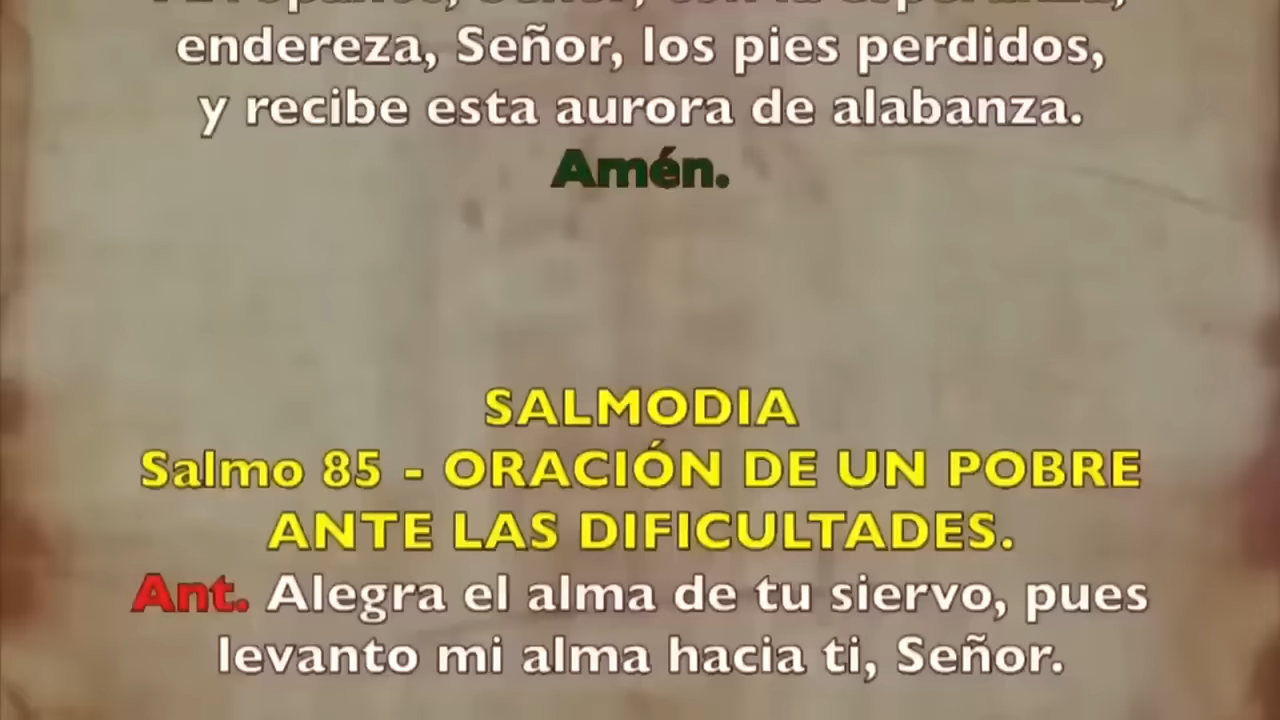 endereza, Señor, los pies perdidos,
y recibe esta aurora de alabanza.
Amén.
SALMODIA
Salmo 85 - ORACIÓN DE UN POBRE
ANTE LAS DIFICULTADES.
Ant. Alegra el alma de tu siervo, pues
levanto mi alma hacia ti, Señor.